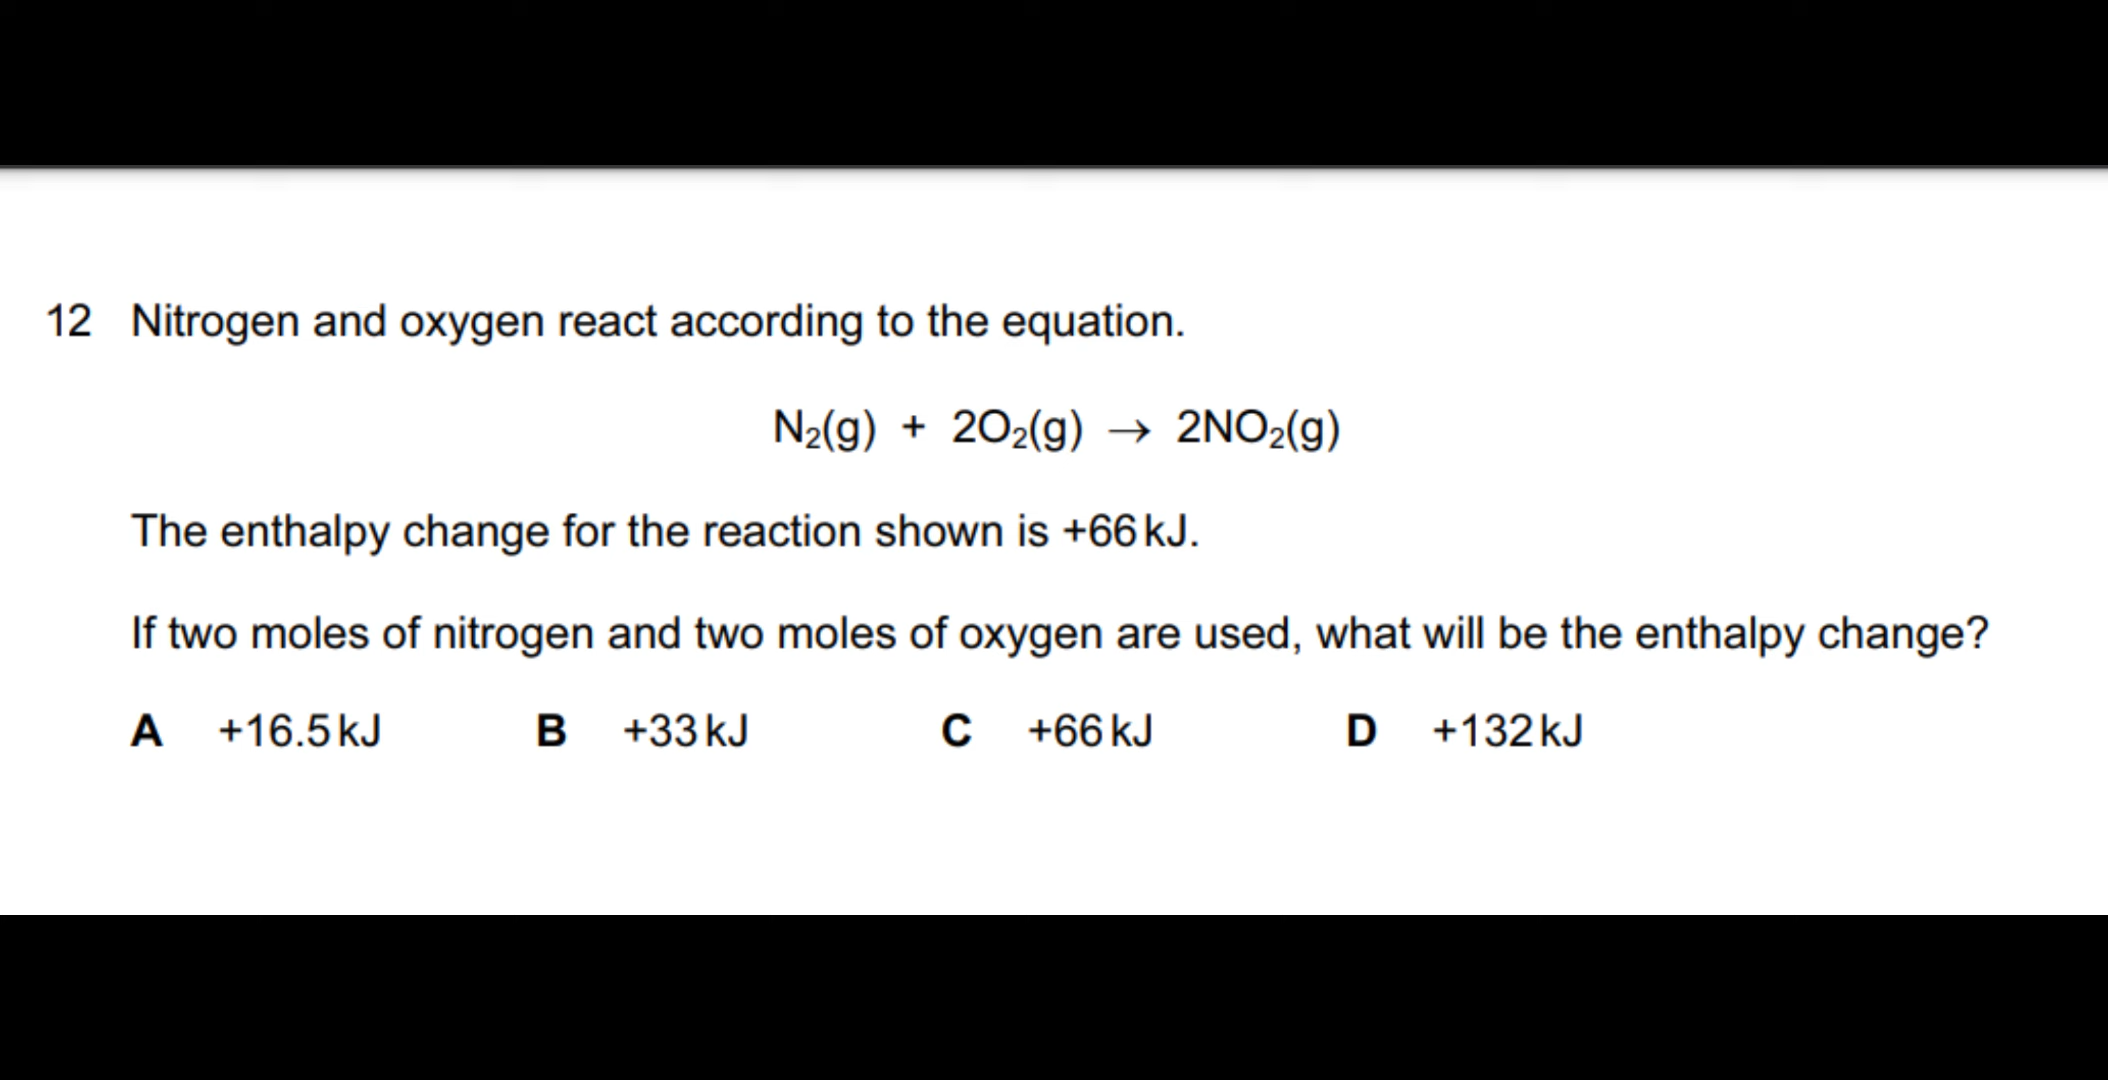 12 Nitrogen and oxygen react according to the equation.
N₂(g) + 2O₂(g) → 2NO₂(g)
The enthalpy change for the reaction shown is +66 kJ.
If two moles of nitrogen and two moles of oxygen are used, what will be the enthalpy change?
A +16.5 kJ B +33 kJ C +66 kJ D +132 kJ